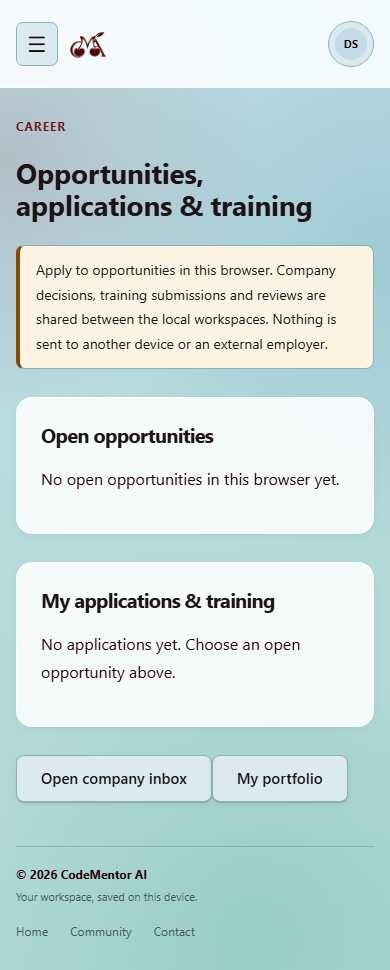 ☰
DS
CAREER
Opportunities,
applications & training
Apply to opportunities in this browser. Company
decisions, training submissions and reviews are
shared between the local workspaces. Nothing is
sent to another device or an external employer.
Open opportunities
No open opportunities in this browser yet.
My applications & training
No applications yet. Choose an open
opportunity above.
Open company inbox
My portfolio
© 2026 CodeMentor AI
Your workspace, saved on this device.
Home Community Contact